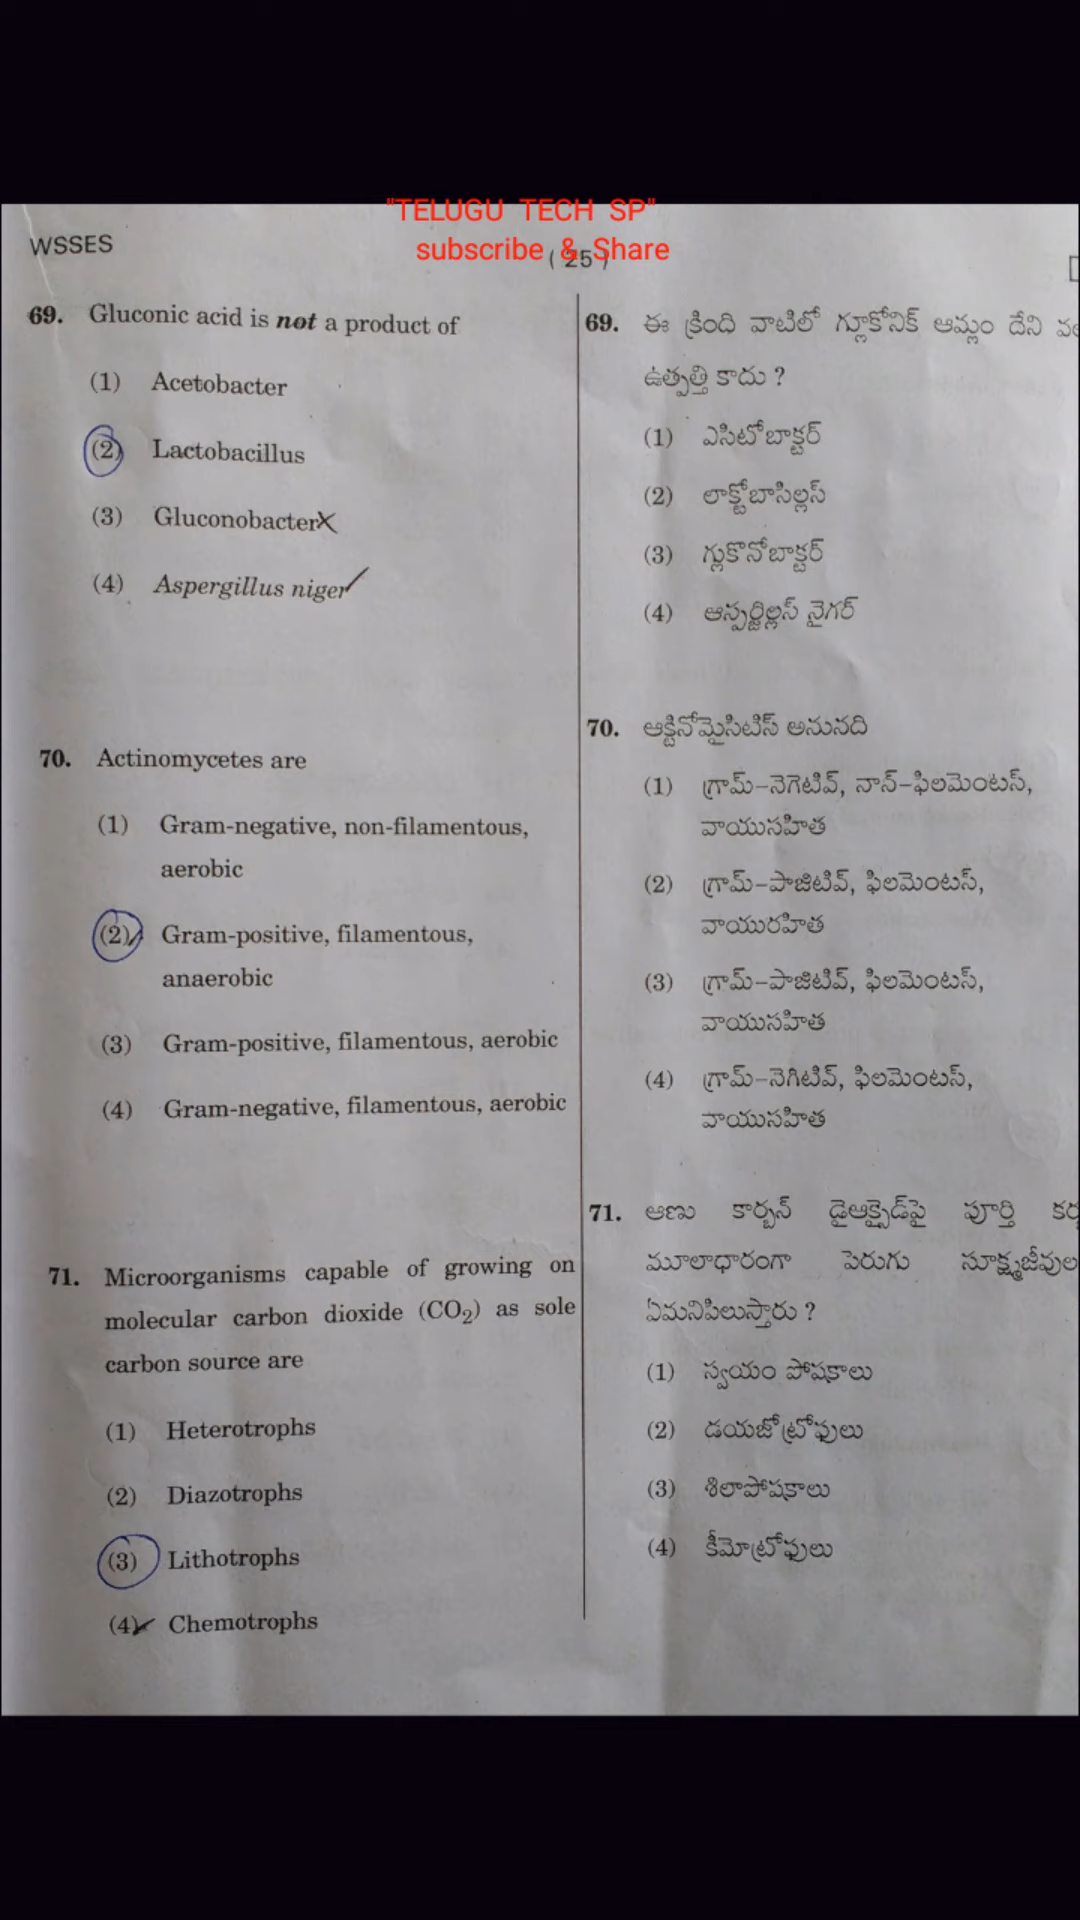 "TELUGU TECH SP"
subscribe & Share
WSSES
( 25 )
69. Gluconic acid is not a product of
(1) Acetobacter
(2) Lactobacillus
(3) Gluconobacter
(4) Aspergillus niger
70. Actinomycetes are
(1) Gram-negative, non-filamentous,
aerobic
(2) Gram-positive, filamentous,
anaerobic
(3) Gram-positive, filamentous, aerobic
(4) Gram-negative, filamentous, aerobic
71. Microorganisms capable of growing on
molecular carbon dioxide (CO₂) as sole
carbon source are
(1) Heterotrophs
(2) Diazotrophs
(3) Lithotrophs
(4) Chemotrophs
69. ఈ క్రింది వాటిలో గ్లూకోనిక్ ఆమ్లం దేని
ఉత్పత్తి కాదు ?
(1) ఎసిటోబాక్టర్
(2) లాక్టోబాసిల్లస్
(3) గ్లుకొనోబాక్టర్
(4) ఆస్పర్జిల్లస్ నైగర్
70. ఆక్టినోమైసిటిస్ అనునది
(1) గ్రామ్-నెగెటివ్, నాన్-ఫిలమెంటస్,
వాయుసహిత
(2) గ్రామ్-పాజిటివ్, ఫిలమెంటస్,
వాయురహిత
(3) గ్రామ్-పాజిటివ్, ఫిలమెంటస్,
వాయుసహిత
(4) గ్రామ్-నెగిటివ్, ఫిలమెంటస్,
వాయుసహిత
71. ఆణు కార్బన్ డైఆక్సైడ్‌పై పూర్తి
మూలాధారంగా పెరుగు సూక్ష్మజీవుల
ఏమనిపిలుస్తారు ?
(1) స్వయం పోషకాలు
(2) డయజోట్రోఫులు
(3) శిలాపోషకాలు
(4) కీమోట్రోఫులు